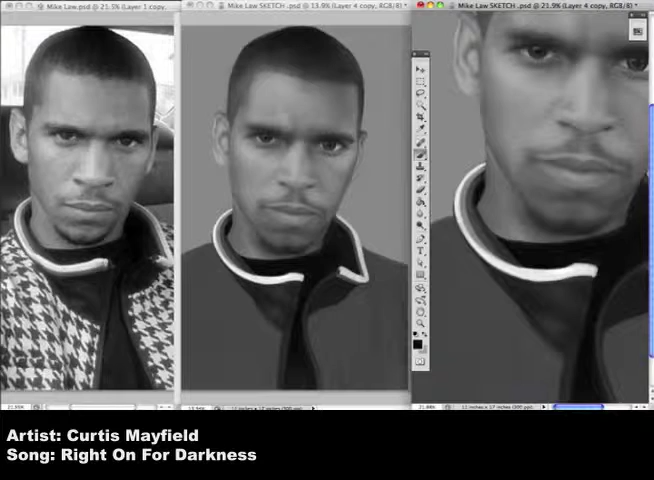 Mike Law.psd @ 21.5% (Layer 1 copy,
Mike Law SKETCH .psd @ 13.9% (Layer 4 copy, RGB/8) *
Mike Law SKETCH.psd @ 21.9% (Layer 4 copy, RGB/8) *
Artist: Curtis Mayfield
Song: Right On For Darkness